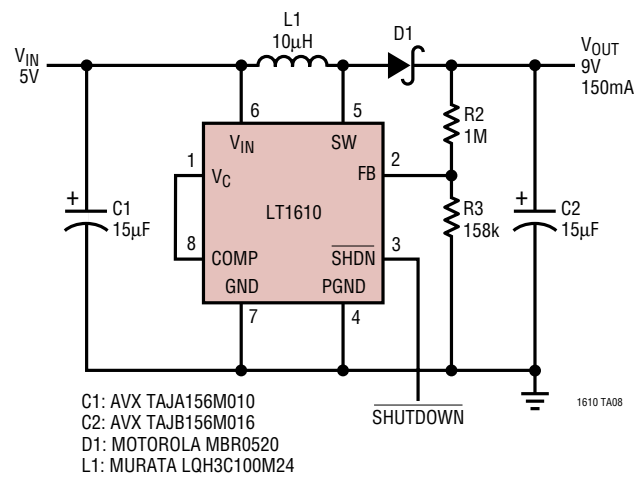 L1
10µH
D1
VIN
5V
VOUT
9V
150mA
6
5
R2
1M
VIN
SW
1
VC
FB
2
LT1610
C1
15µF
+
R3
158k
C2
15µF
+
8
COMP
SHDN
3
GND
PGND
7
4
SHUTDOWN
1610 TA08
C1: AVX TAJA156M010
C2: AVX TAJB156M016
D1: MOTOROLA MBR0520
L1: MURATA LQH3C100M24